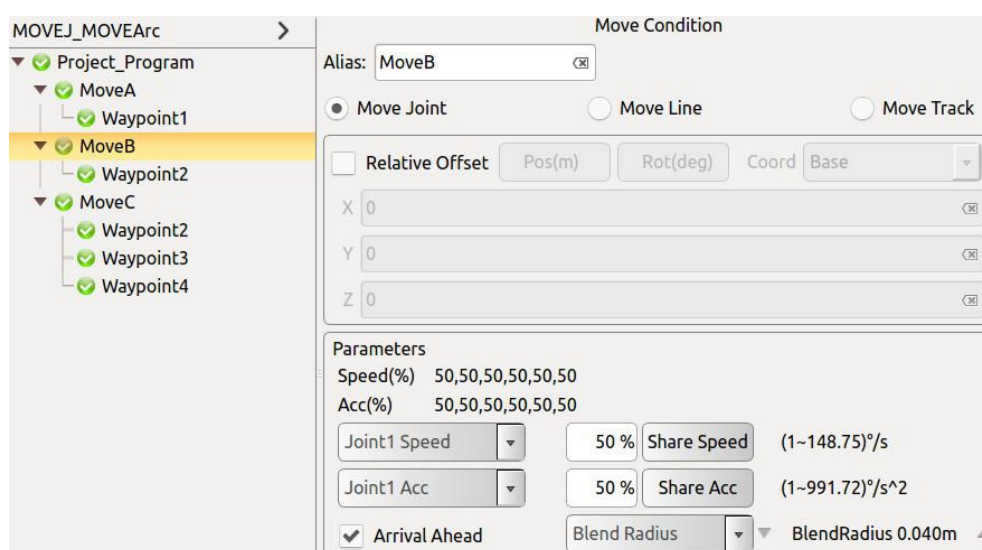 MOVEJ_MOVEArc
Project_Program
MoveA
Waypoint1
MoveB
Waypoint2
MoveC
Waypoint2
Waypoint3
Waypoint4
Move Condition
Alias: MoveB
Move Joint Move Line Move Track
Relative Offset Pos(m) Rot(deg) Coord Base
X 0
Y 0
Z 0
Parameters
Speed(%) 50,50,50,50,50,50
Acc(%) 50,50,50,50,50,50
Joint1 Speed 50 % Share Speed (1~148.75)°/s
Joint1 Acc 50 % Share Acc (1~991.72)°/s^2
Arrival Ahead Blend Radius BlendRadius 0.040m